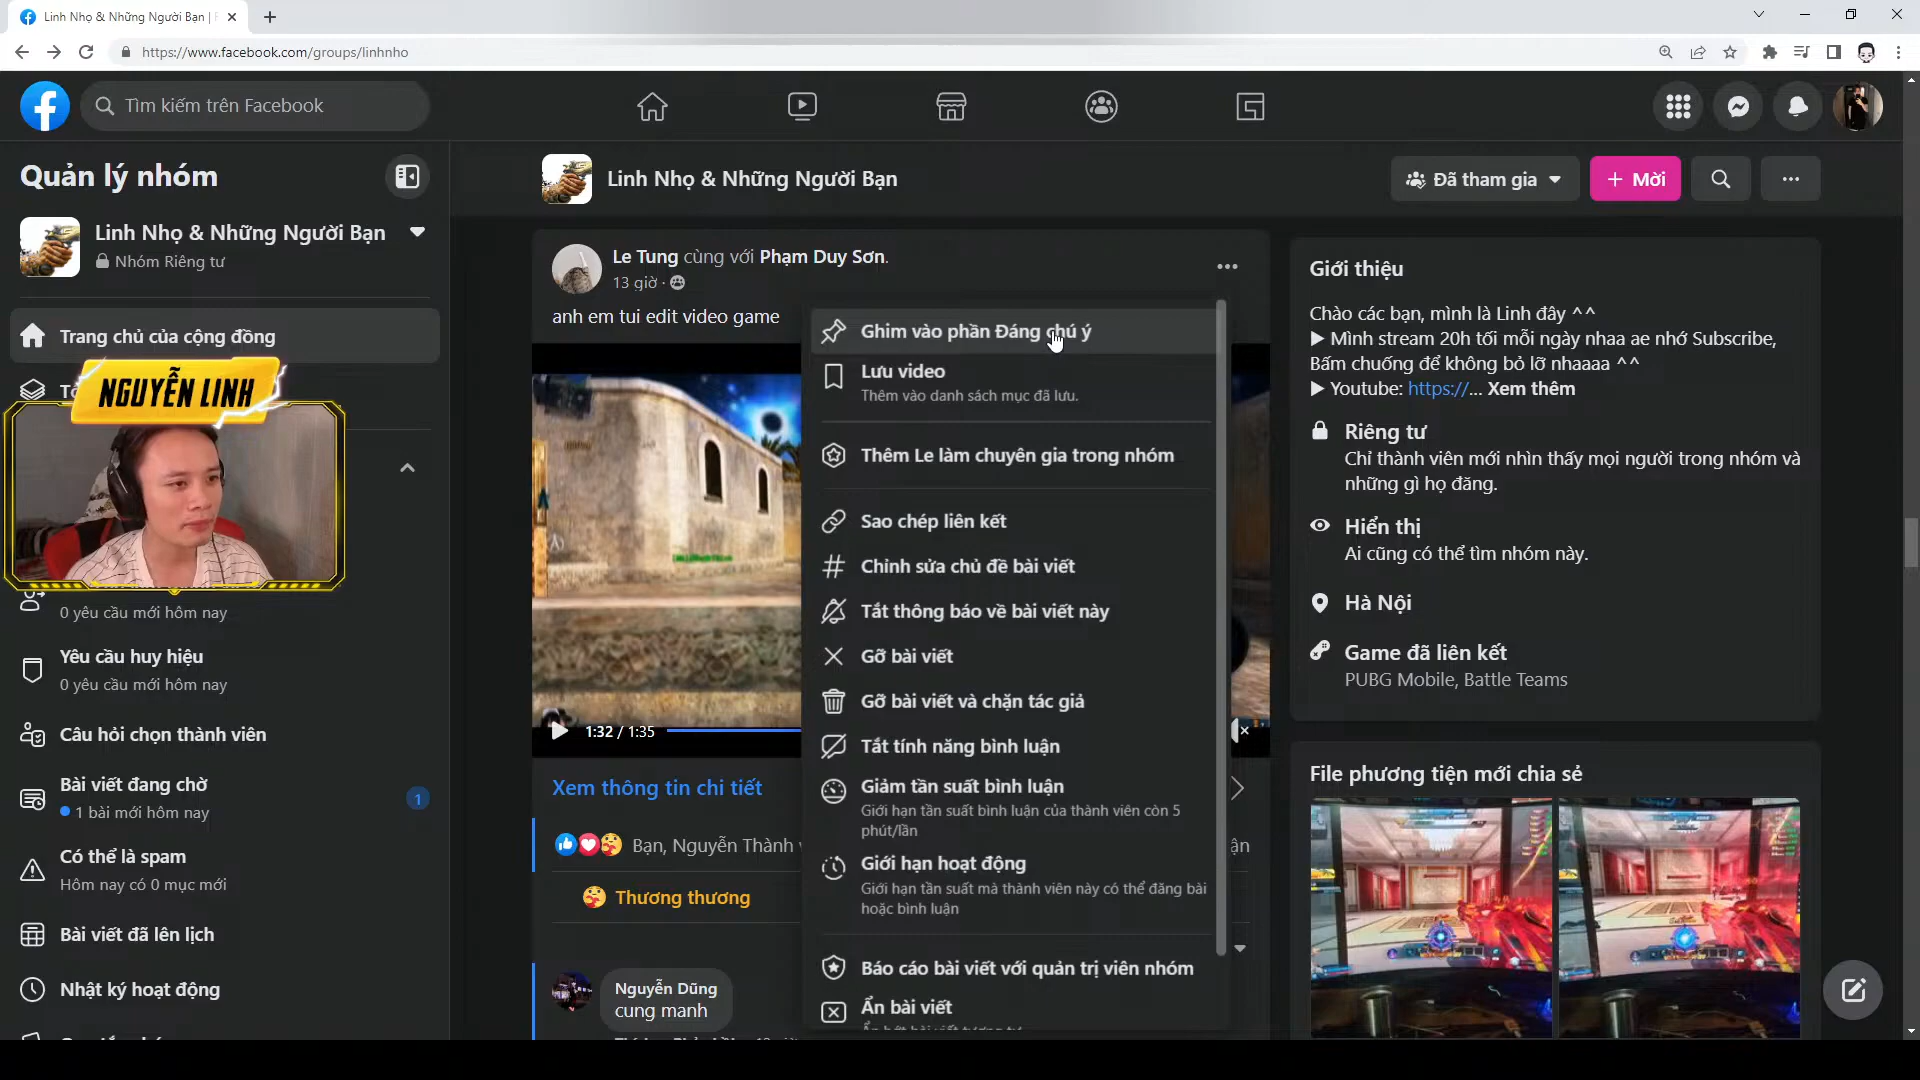 Linh Nhọ & Những Người Bạn |
https://www.facebook.com/groups/linhnho
Tìm kiếm trên Facebook
Quản lý nhóm
Linh Nhọ & Những Người Bạn
Nhóm Riêng tư
Trang chủ của cộng đồng
NGUYỄN LINH
0 yêu cầu mới hôm nay
Yêu cầu huy hiệu
0 yêu cầu mới hôm nay
Câu hỏi chọn thành viên
Bài viết đang chờ
1 bài mới hôm nay
1
Có thể là spam
Hôm nay có 0 mục mới
Bài viết đã lên lịch
Nhật ký hoạt động
Linh Nhọ & Những Người Bạn
Đã tham gia
+ Mời
Le Tung cùng với Phạm Duy Sơn.
13 giờ ·
anh em tui edit video game
1:32 / 1:35
Xem thông tin chi tiết
Bạn, Nguyễn Thành
Thương thương
Nguyễn Dũng
cung manh
Ghim vào phần Đáng chú ý
Lưu video
Thêm vào danh sách mục đã lưu.
Thêm Le làm chuyên gia trong nhóm
Sao chép liên kết
Chỉnh sửa chủ đề bài viết
Tắt thông báo về bài viết này
Gỡ bài viết
Gỡ bài viết và chặn tác giả
Tắt tính năng bình luận
Giảm tần suất bình luận
Giới hạn tần suất bình luận của thành viên còn 5
phút/lần
Giới hạn hoạt động
Giới hạn tần suất mà thành viên này có thể đăng bài
hoặc bình luận
Báo cáo bài viết với quản trị viên nhóm
Ẩn bài viết
Giới thiệu
Chào các bạn, mình là Linh đây ^^
▶ Mình stream 20h tối mỗi ngày nhaa ae nhớ Subscribe,
Bấm chuống để không bỏ lỡ nhaaaa ^^
▶ Youtube: https://... Xem thêm
Riêng tư
Chỉ thành viên mới nhìn thấy mọi người trong nhóm và
những gì họ đăng.
Hiển thị
Ai cũng có thể tìm nhóm này.
Hà Nội
Game đã liên kết
PUBG Mobile, Battle Teams
File phương tiện mới chia sẻ